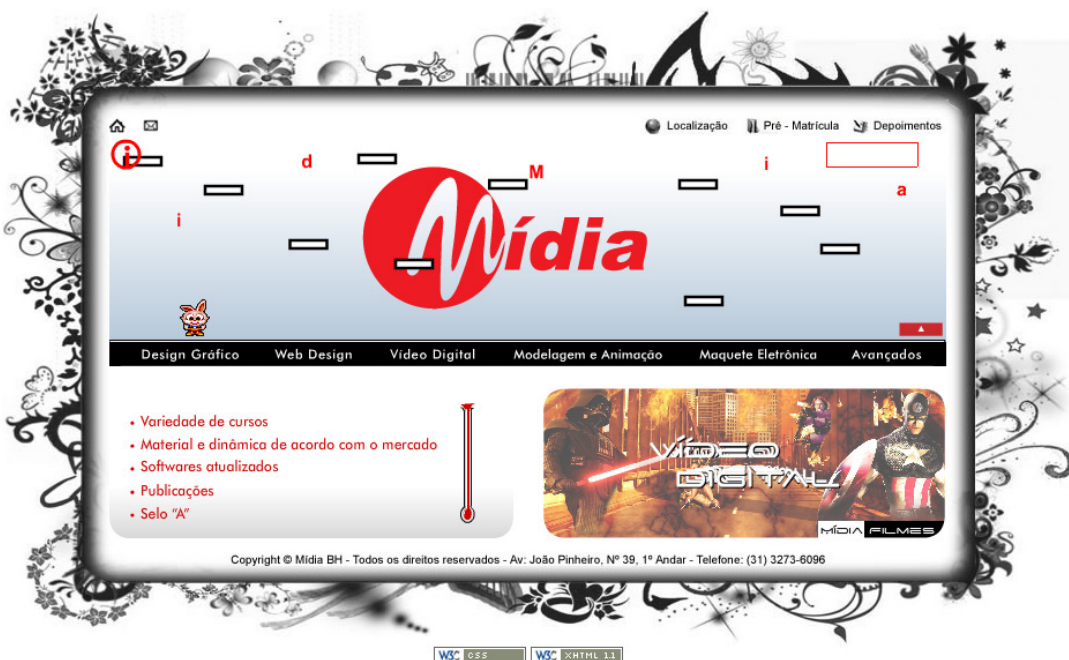 Localização Pré - Matrícula Depoimentos
i
d
M
i
a
i
Mídia
Design Gráfico Web Design Vídeo Digital Modelagem e Animação Maquete Eletrônica Avançados
• Variedade de cursos
• Material e dinâmica de acordo com o mercado
• Softwares atualizados
• Publicações
• Selo "A"
VÍDEO
DIGITAL
MÍDIA FILMES
Copyright © Mídia BH - Todos os direitos reservados - Av: João Pinheiro, Nº 39, 1º Andar - Telefone: (31) 3273-6096
W3C CSS W3C XHTML 1.1